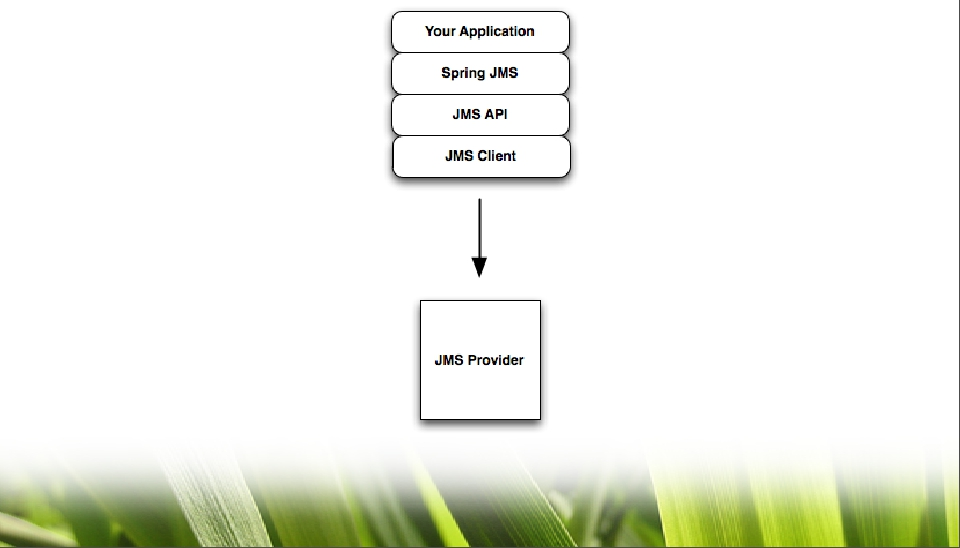 Your Application
Spring JMS
JMS API
JMS Client
JMS Provider